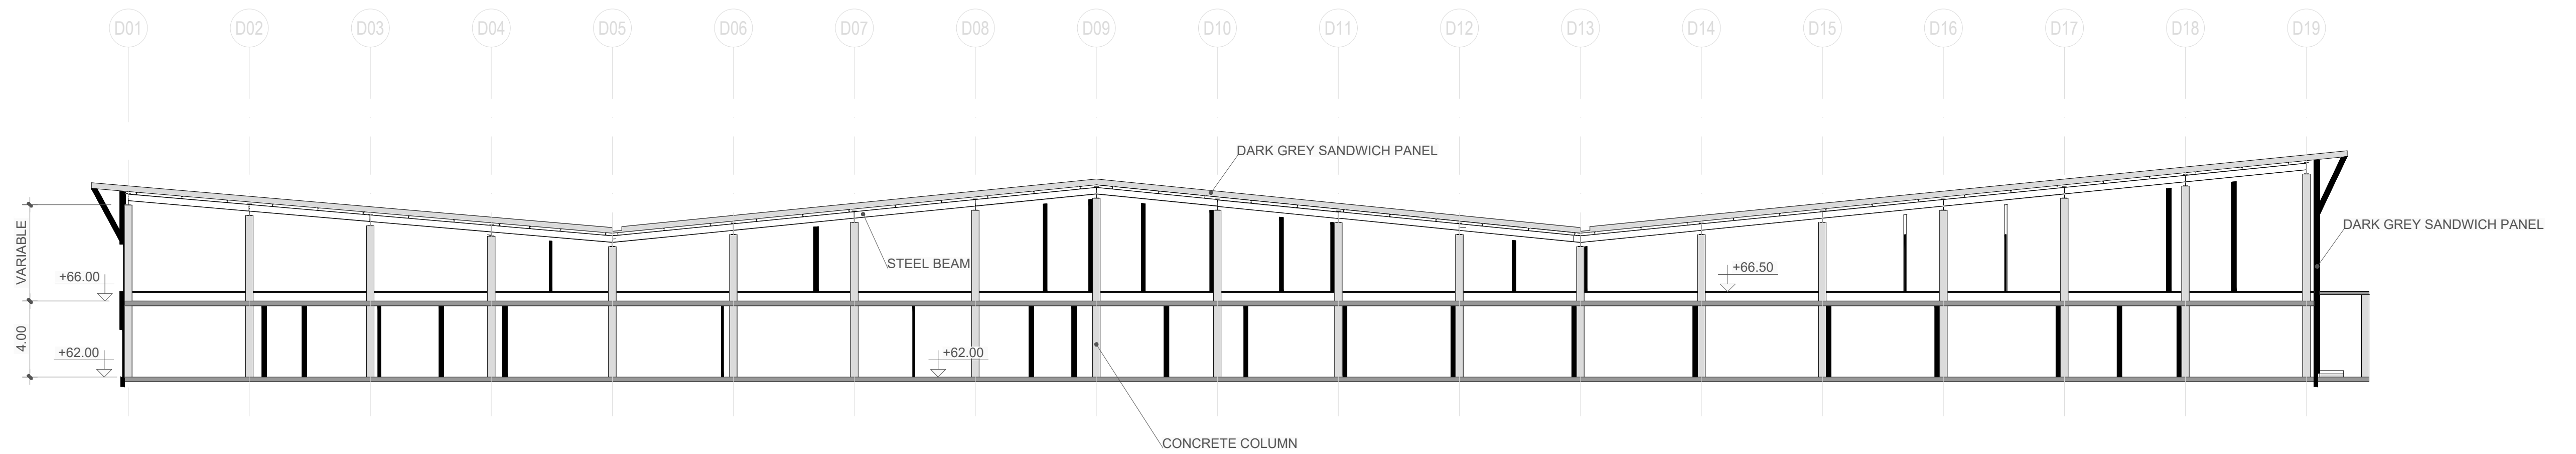 D01 D02 D03 D04 D05 D06 D07 D08 D09 D10 D11 D12 D13 D14 D15 D16 D17 D18 D19
DARK GREY SANDWICH PANEL
DARK GREY SANDWICH PANEL
VARIABLE
STEEL BEAM
+66.00
+66.50
4.00
+62.00
+62.00
CONCRETE COLUMN